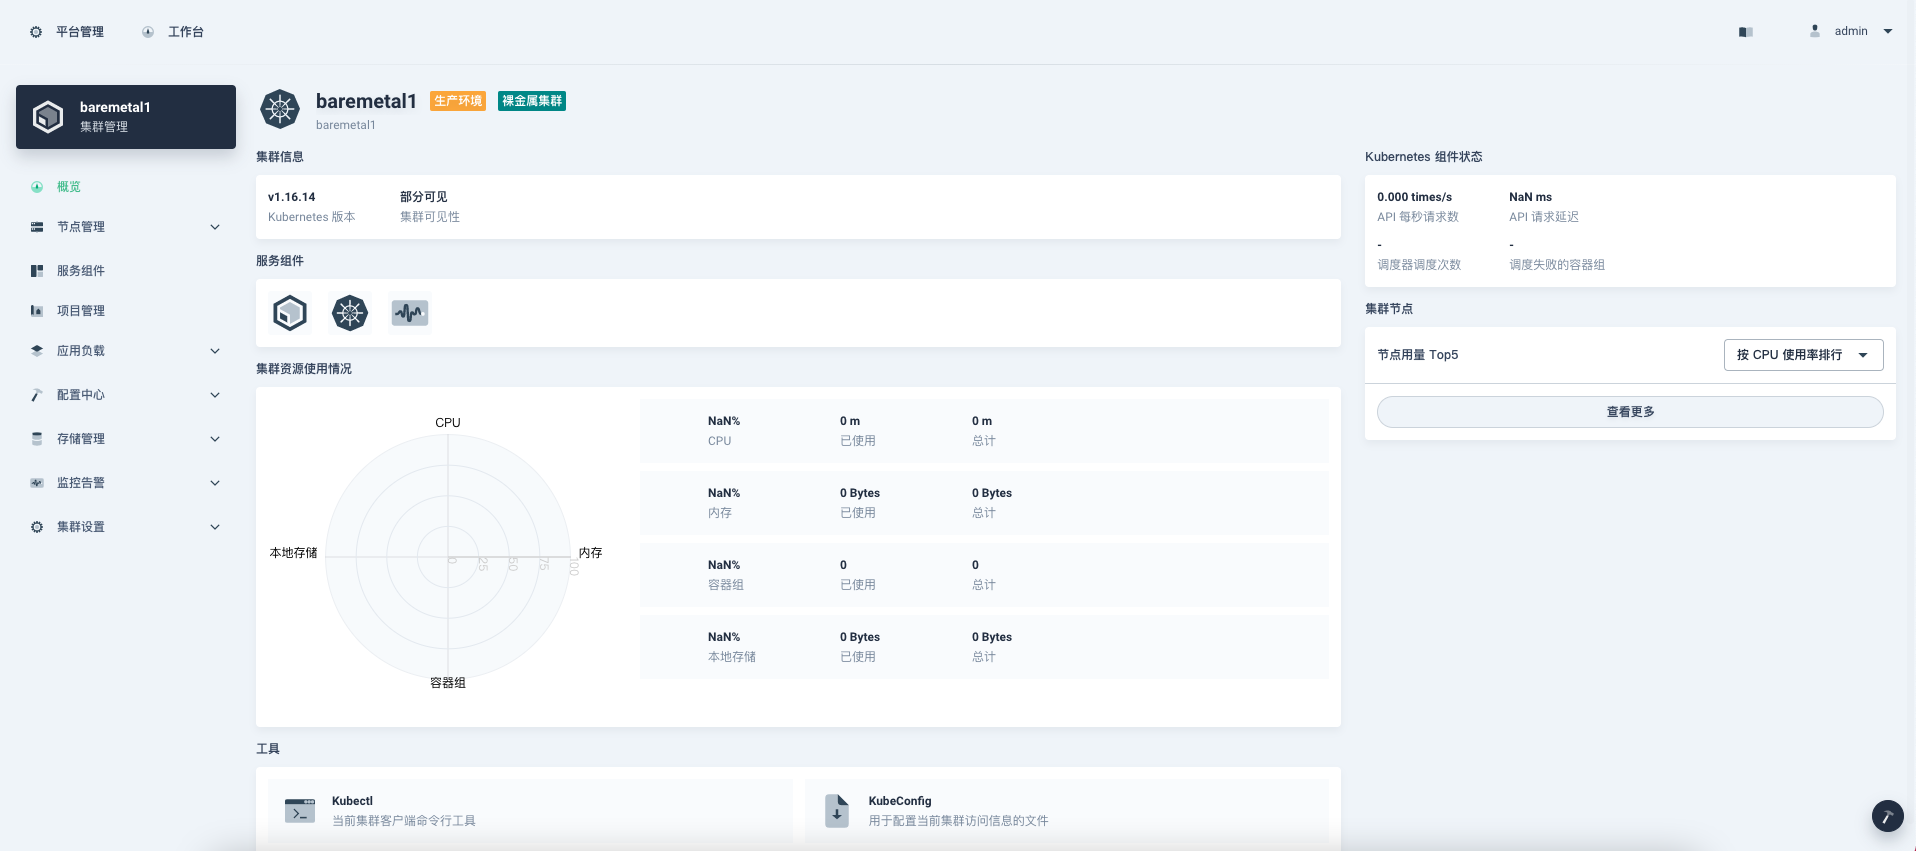 平台管理
工作台
admin
baremetal1
集群管理
概览
节点管理
服务组件
项目管理
应用负载
配置中心
存储管理
监控告警
集群设置
baremetal1
生产环境
裸金属集群
baremetal1
集群信息
v1.16.14
部分可见
Kubernetes 版本
集群可见性
服务组件
集群资源使用情况
CPU
内存
容器组
本地存储
0
25
50
75
100
NaN%
0 m
0 m
CPU
已使用
总计
NaN%
0 Bytes
0 Bytes
内存
已使用
总计
NaN%
0
0
容器组
已使用
总计
NaN%
0 Bytes
0 Bytes
本地存储
已使用
总计
工具
Kubectl
当前集群客户端命令行工具
KubeConfig
用于配置当前集群访问信息的文件
Kubernetes 组件状态
0.000 times/s
NaN ms
API 每秒请求数
API 请求延迟
-
-
调度器调度次数
调度失败的容器组
集群节点
节点用量 Top5
按 CPU 使用率排行
查看更多